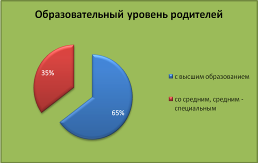 Образовательный уровень родителей
35%
65%
с высшим образованием
со средним, средним -
специальным